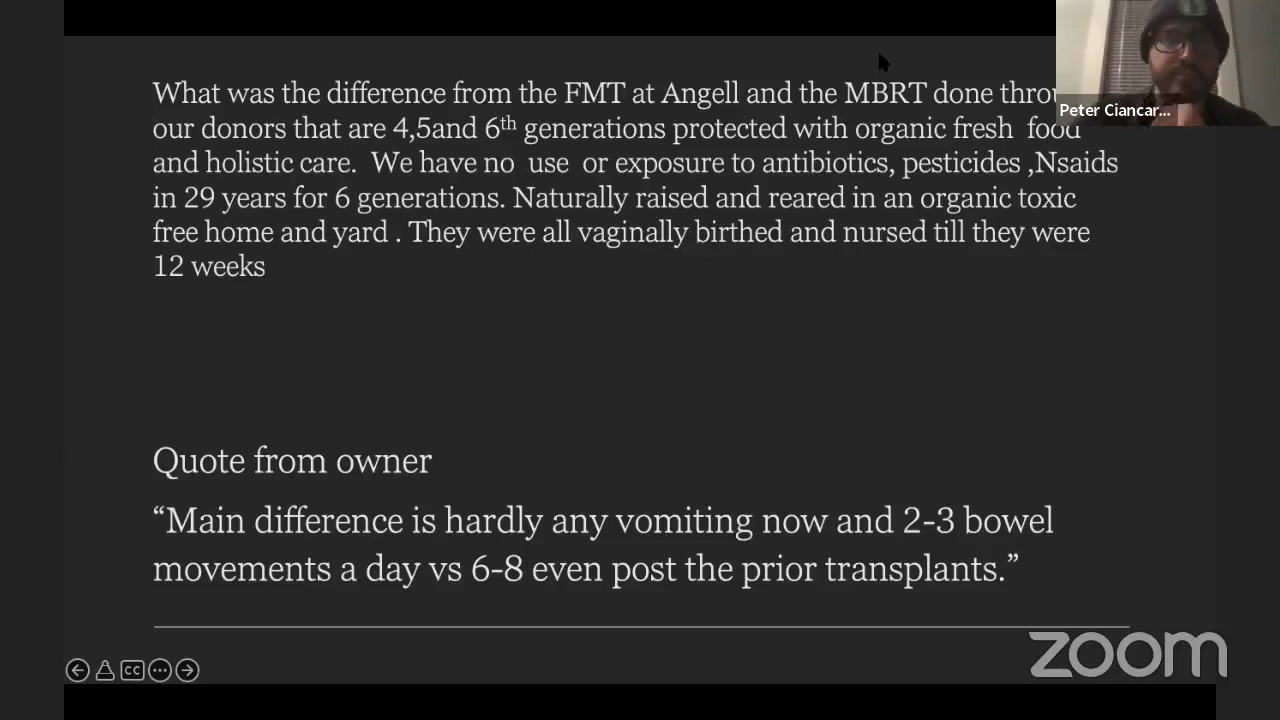 What was the difference from the FMT at Angell and the MBRT done throu
our donors that are 4,5and 6th generations protected with organic fresh  food
and holistic care.  We have no  use  or exposure to antibiotics, pesticides ,Nsaids
in 29 years for 6 generations. Naturally raised and reared in an organic toxic
free home and yard . They were all vaginally birthed and nursed till they were
12 weeks
Peter Ciancar...
Quote from owner
“Main difference is hardly any vomiting now and 2-3 bowel
movements a day vs 6-8 even post the prior transplants.”
CC
zoom